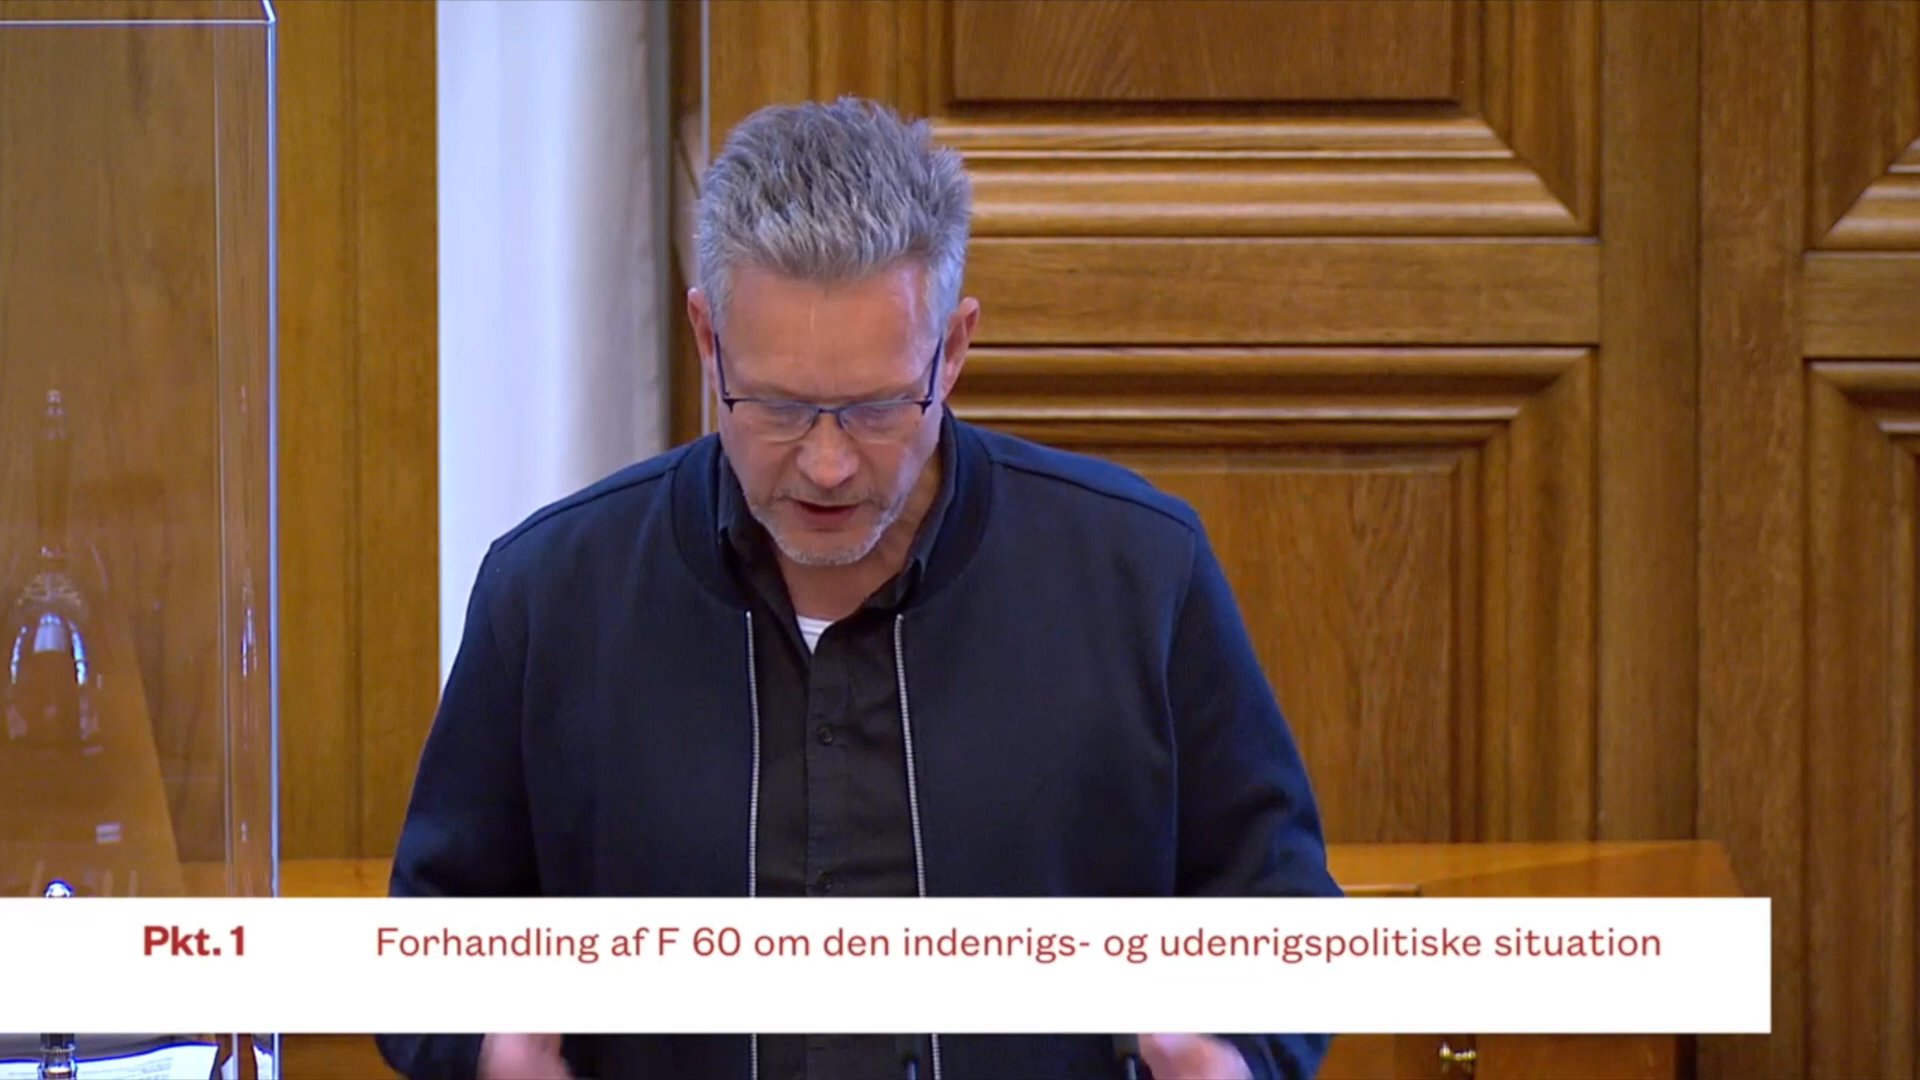 Pkt. 1 Forhandling af F 60 om den indenrigs- og udenrigspolitiske situation